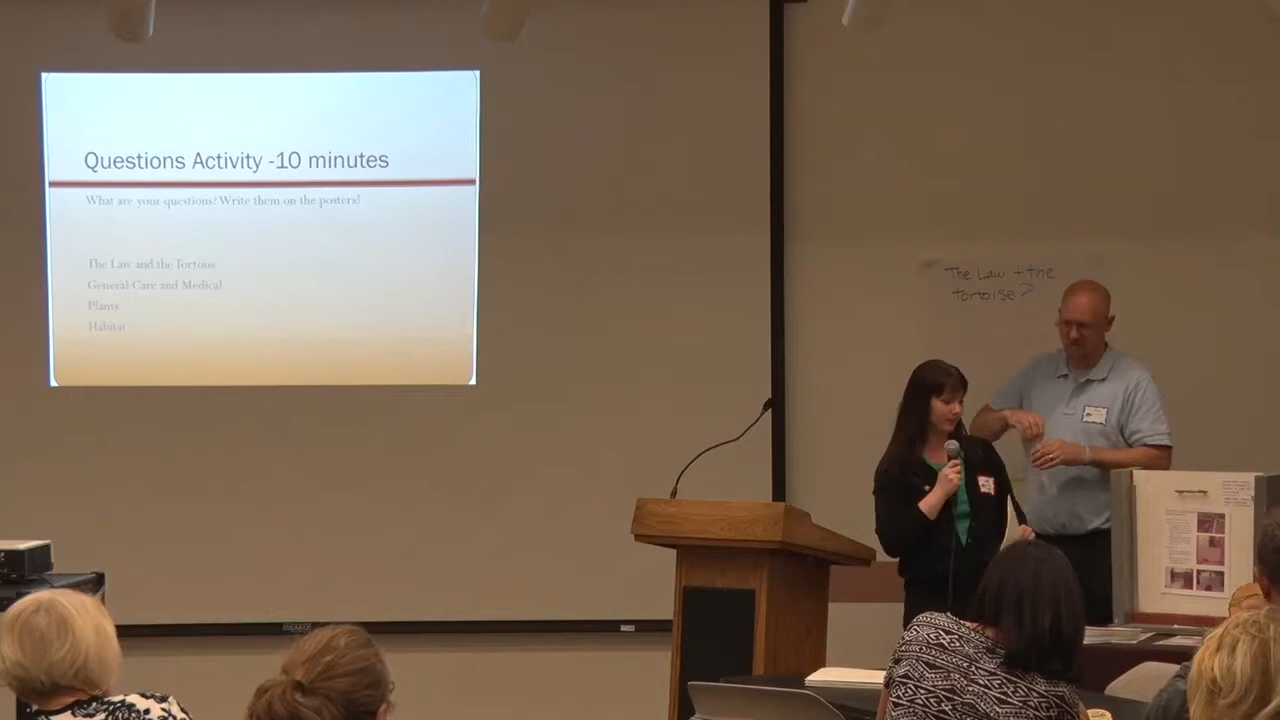 Questions Activity -10 minutes
What are your questions? Write them on the posters!
The Law and the Tortoise
General Care and Medical
Plants
Habitat
The Law + the
tortoise?